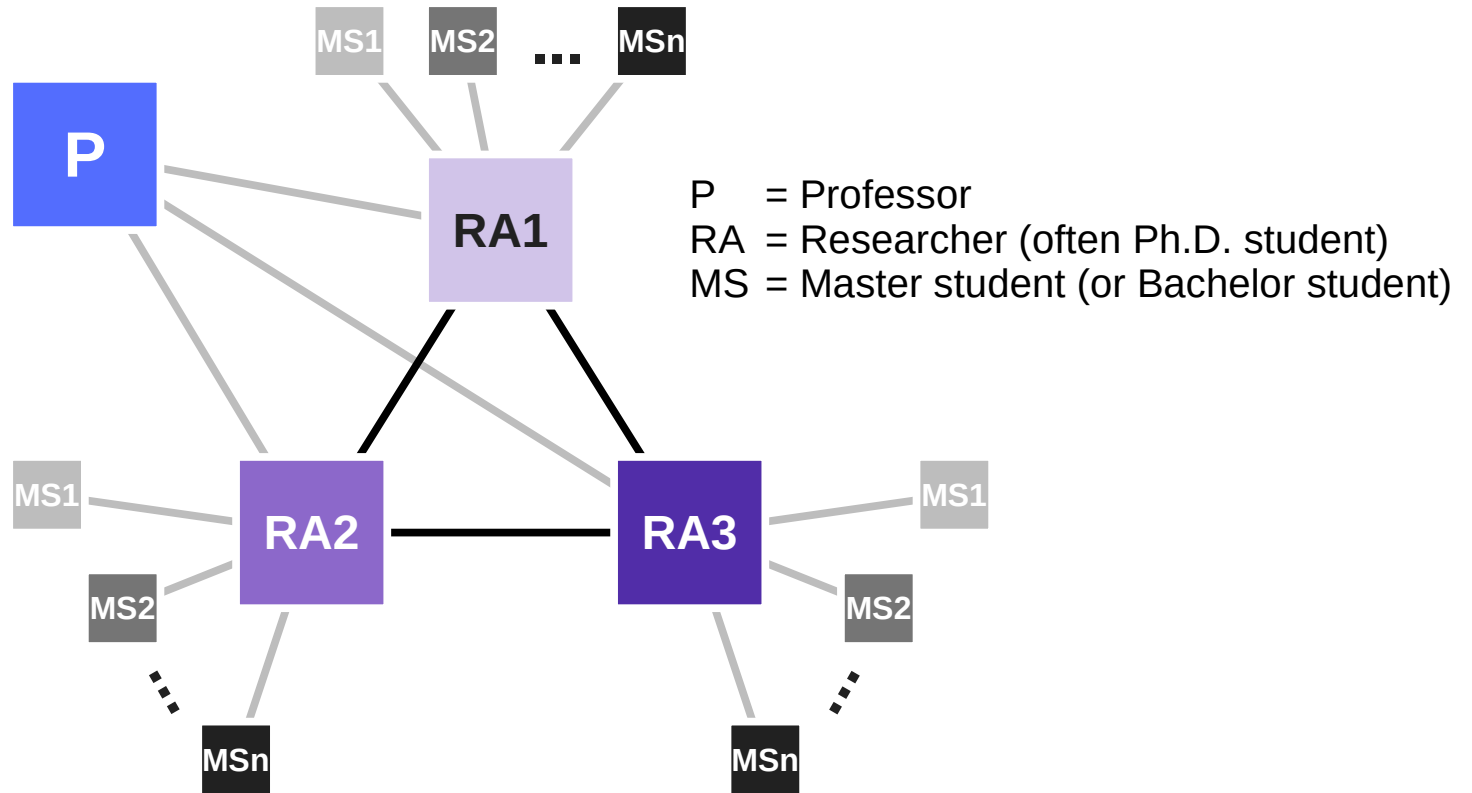 MS1 MS2 ... MSn
P
RA1
P = Professor
RA = Researcher (often Ph.D. student)
MS = Master student (or Bachelor student)
MS1
RA2
RA3
MS1
MS2
MS2
MSn
MSn